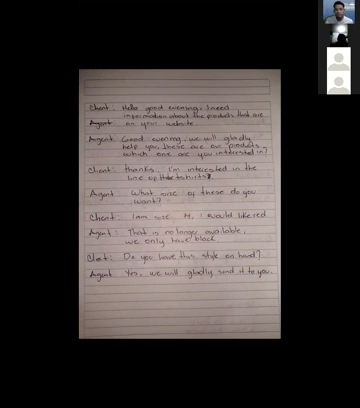 Client: Hello good evening, I need
information about the products that are
Agent: on your website
Agent: Good evening, we will gladly
help you, these are our products,
which one are you interested in?
Client: thanks, I'm interested in the
line of t-shirts?
Agent What size of these do you
want?
Client: I am size M, I would like red
Agent: That is no longer available,
we only have black
Client: Do you have this style on hand?
Agent Yes, we will gladly send it to you.